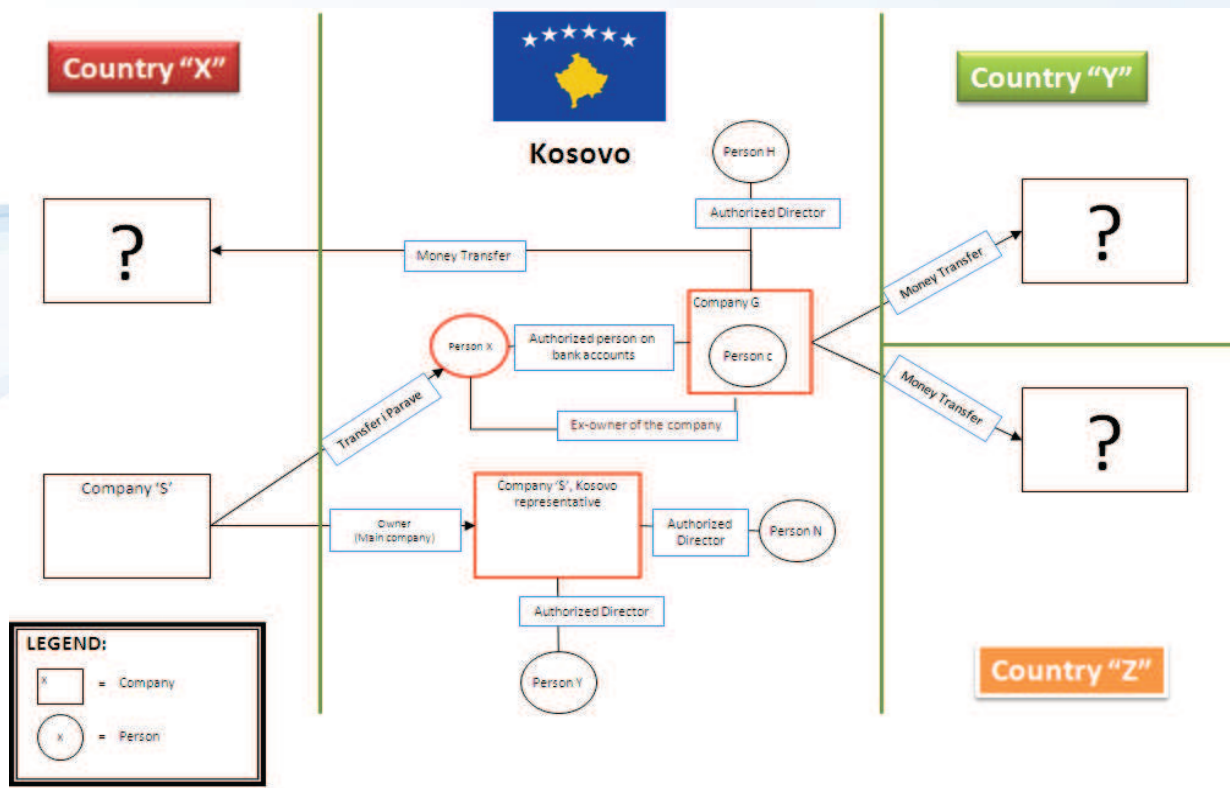 Country "X"
Kosovo
Country "Y"
Person H
Authorized Director
?
Money Transfer
Money Transfer
?
Company G
Person X
Authorized person on
bank accounts
Person c
Transfer i Parave
Ex-owner of the company
Money Transfer
?
Company 'S'
Owner
(Main company)
Company 'S', Kosovo
representative
Authorized
Director
Person N
Authorized Director
Person Y
Country "Z"
LEGEND:
x
= Company
x
= Person